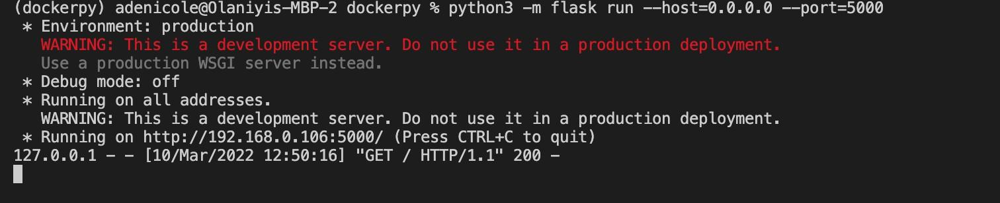 (dockerpy) adenicole@Olaniyis-MBP-2 dockerpy % python3 -m flask run --host=0.0.0.0 --port=5000
 * Environment: production
   WARNING: This is a development server. Do not use it in a production deployment.
   Use a production WSGI server instead.
 * Debug mode: off
 * Running on all addresses.
   WARNING: This is a development server. Do not use it in a production deployment.
 * Running on http://192.168.0.106:5000/ (Press CTRL+C to quit)
127.0.0.1 - - [10/Mar/2022 12:50:16] "GET / HTTP/1.1" 200 -